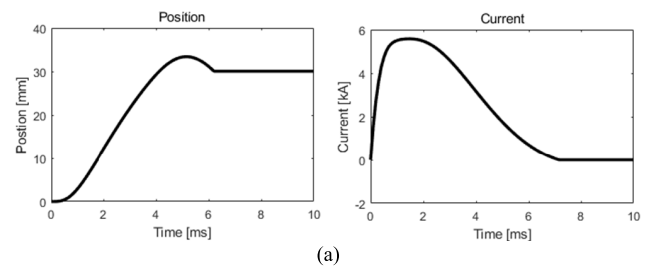 Position
40
30
20
10
0
Postion [mm]
0 2 4 6 8 10
Time [ms]
Current
6
4
2
0
-2
Current [kA]
0 2 4 6 8 10
Time [ms]
(a)